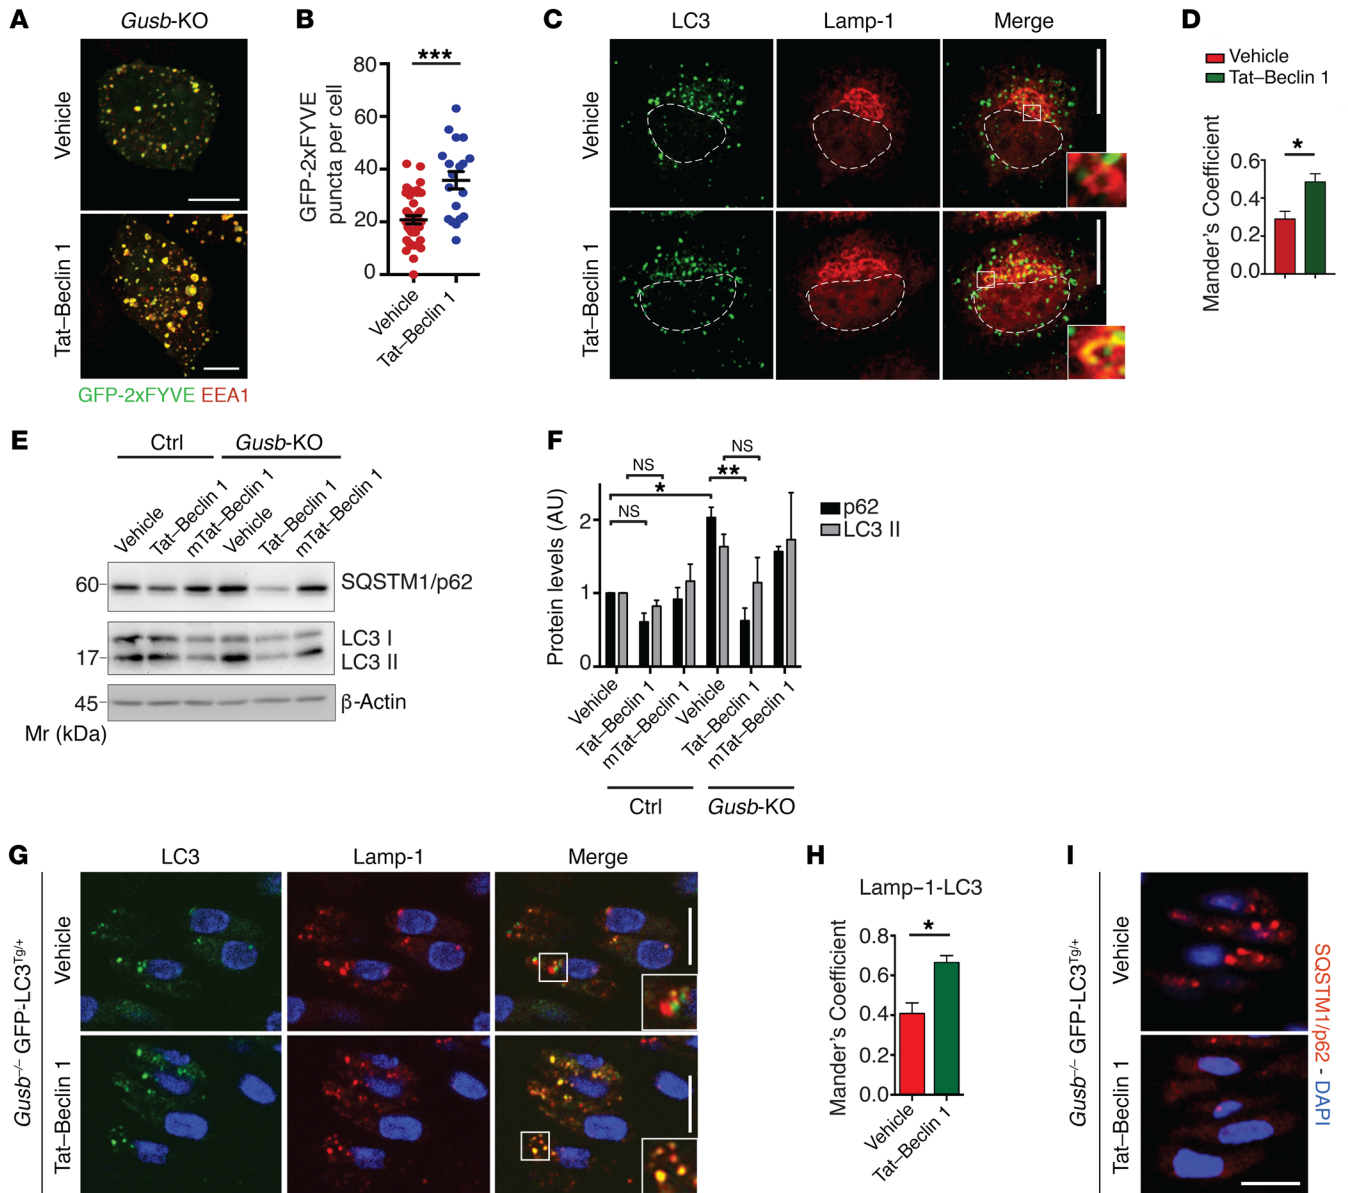 A
Gusb-KO
Vehicle
Tat–Beclin 1
GFP-2xFYVE EEA1
B
***
GFP-2xFYVE
puncta per cell
80
60
40
20
0
Vehicle
Tat–Beclin 1
C
LC3
Lamp-1
Merge
Vehicle
Tat–Beclin 1
D
Vehicle
Tat–Beclin 1
Mander's Coefficient
*
0.6
0.4
0.2
0.0
E
Ctrl
Gusb-KO
Vehicle
Tat–Beclin 1
mTat–Beclin 1
Vehicle
Tat–Beclin 1
mTat–Beclin 1
60
SQSTM1/p62
LC3 I
17
LC3 II
45
β-Actin
Mr (kDa)
F
NS
NS
**
*
NS
p62
LC3 II
Protein levels (AU)
2
1
0
Vehicle
Tat–Beclin 1
mTat–Beclin 1
Vehicle
Tat–Beclin 1
mTat–Beclin 1
Ctrl
Gusb-KO
G
LC3
Lamp-1
Merge
Gusb–/– GFP-LC3Tg/+
Vehicle
Tat–Beclin 1
H
Lamp–1-LC3
Mander's Coefficient
*
0.8
0.6
0.4
0.2
0.0
Vehicle
Tat–Beclin 1
I
Gusb–/– GFP-LC3Tg/+
Vehicle
Tat–Beclin 1
SQSTM1/p62 - DAPI